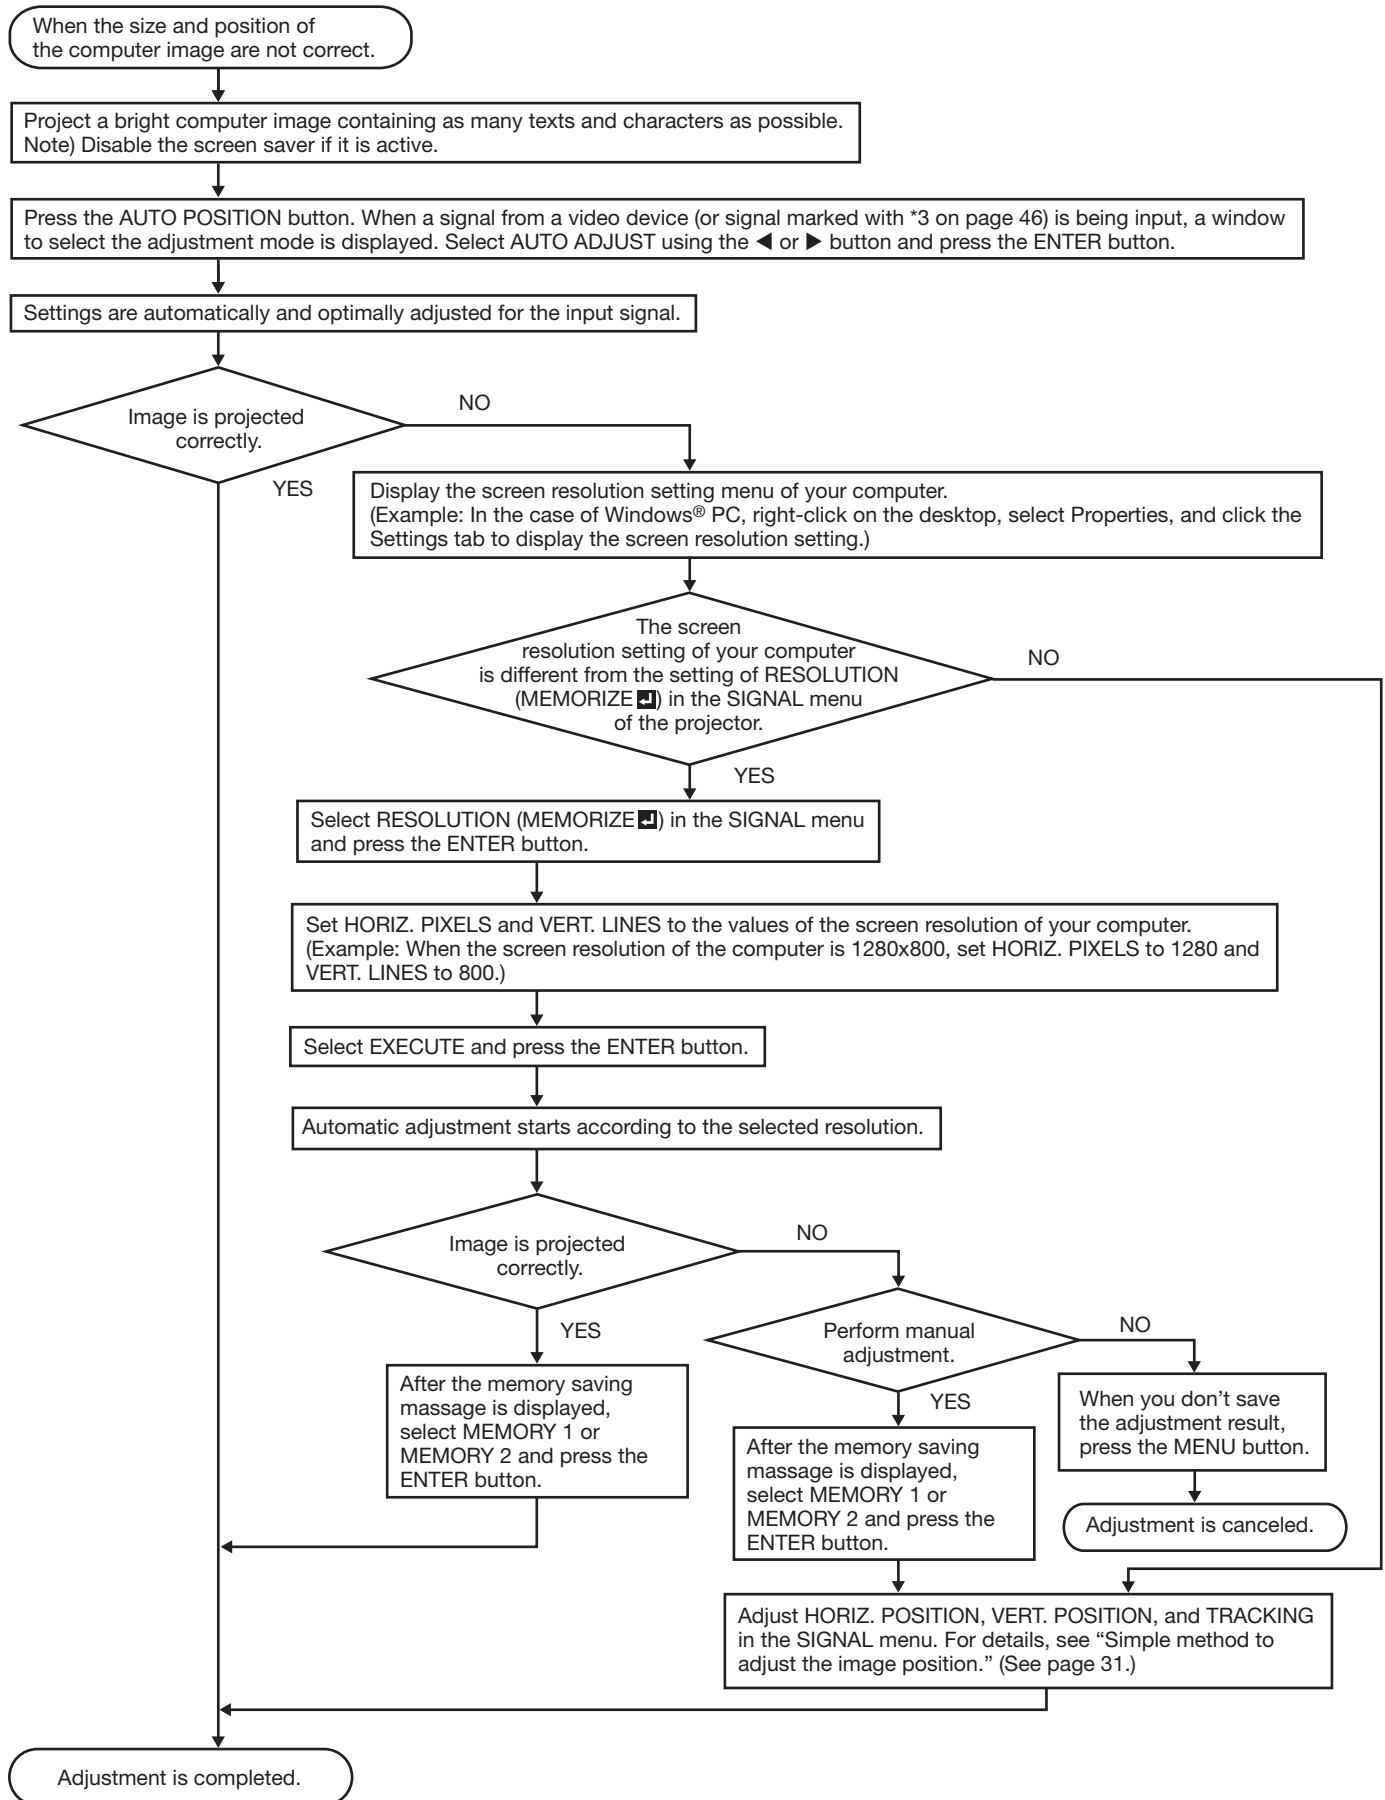 When the size and position of
the computer image are not correct.
Project a bright computer image containing as many texts and characters as possible.
Note) Disable the screen saver if it is active.
Press the AUTO POSITION button. When a signal from a video device (or signal marked with *3 on page 46) is being input, a window
to select the adjustment mode is displayed. Select AUTO ADJUST using the ◀ or ▶ button and press the ENTER button.
Settings are automatically and optimally adjusted for the input signal.
Image is projected
correctly.
NO
YES
Display the screen resolution setting menu of your computer.
(Example: In the case of Windows® PC, right-click on the desktop, select Properties, and click the
Settings tab to display the screen resolution setting.)
The screen
resolution setting of your computer
is different from the setting of RESOLUTION
(MEMORIZE ↵) in the SIGNAL menu
of the projector.
NO
YES
Select RESOLUTION (MEMORIZE ↵) in the SIGNAL menu
and press the ENTER button.
Set HORIZ. PIXELS and VERT. LINES to the values of the screen resolution of your computer.
(Example: When the screen resolution of the computer is 1280x800, set HORIZ. PIXELS to 1280 and
VERT. LINES to 800.)
Select EXECUTE and press the ENTER button.
Automatic adjustment starts according to the selected resolution.
Image is projected
correctly.
NO
YES
After the memory saving
massage is displayed,
select MEMORY 1 or
MEMORY 2 and press the
ENTER button.
Perform manual
adjustment.
NO
YES
After the memory saving
massage is displayed,
select MEMORY 1 or
MEMORY 2 and press the
ENTER button.
When you don't save
the adjustment result,
press the MENU button.
Adjustment is canceled.
Adjust HORIZ. POSITION, VERT. POSITION, and TRACKING
in the SIGNAL menu. For details, see “Simple method to
adjust the image position.” (See page 31.)
Adjustment is completed.